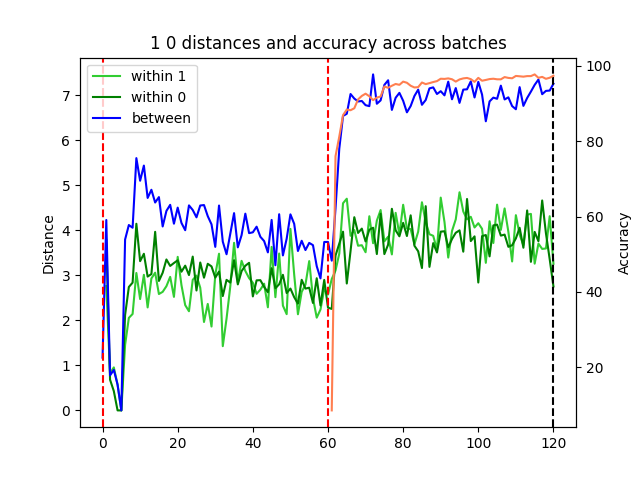 1 0 distances and accuracy across batches
within 1
within 0
between
Distance
Accuracy
7
6
5
4
3
2
1
0
100
80
60
40
20
0 20 40 60 80 100 120